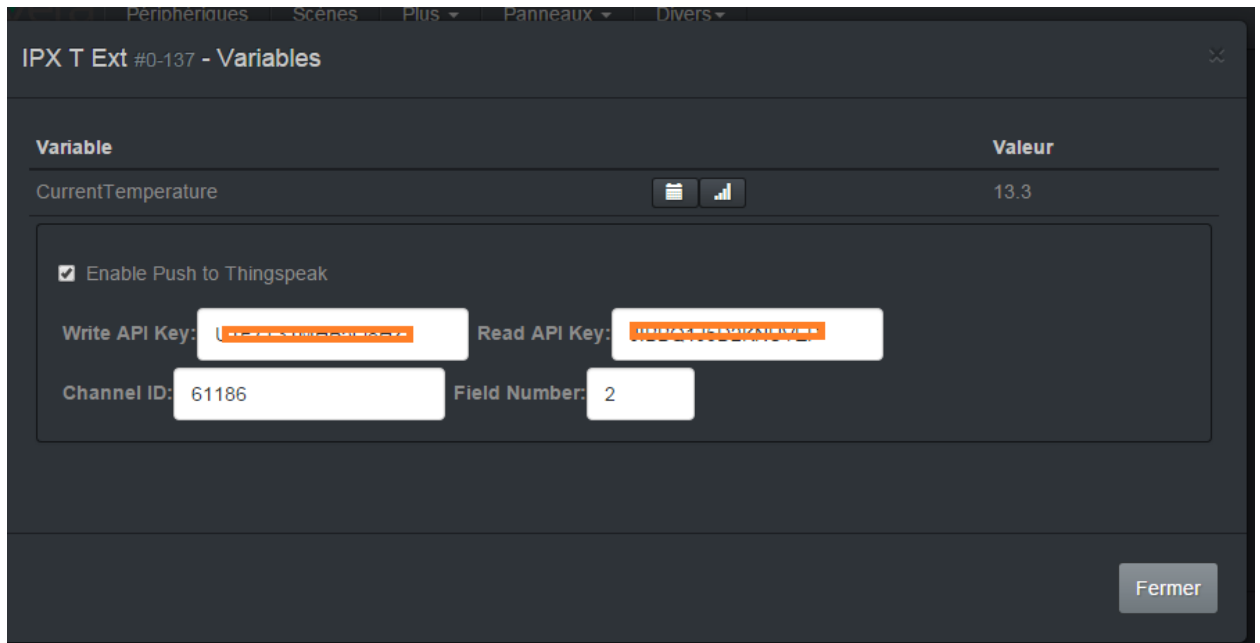 Périphériques Scènes Plus Panneaux Divers
IPX T Ext #0-137 - Variables
Variable Valeur
CurrentTemperature 13.3
Enable Push to Thingspeak
Write API Key: Read API Key:
Channel ID: 61186 Field Number: 2
Fermer